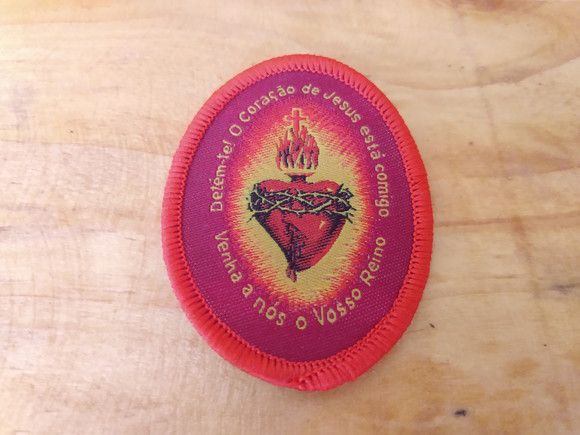 Detém-te! O Coração de Jesus está comigo
Venha a nós o Vosso Reino